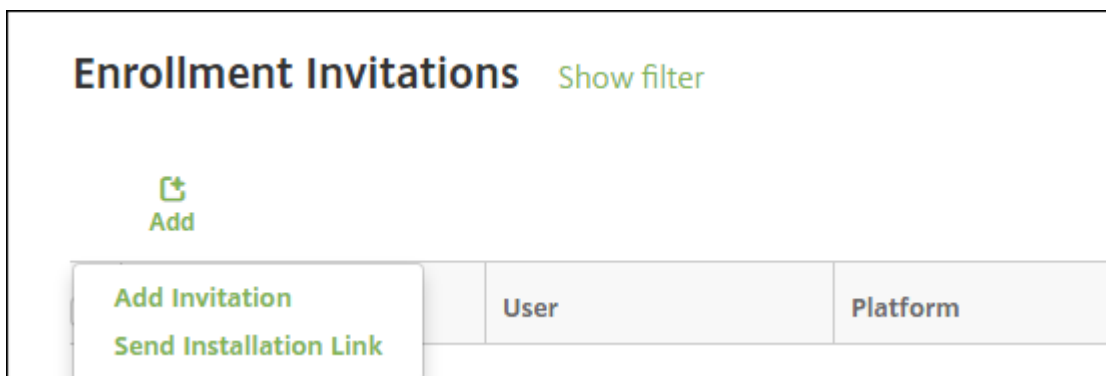 Enrollment Invitations Show filter
Add
Add Invitation
User Platform
Send Installation Link